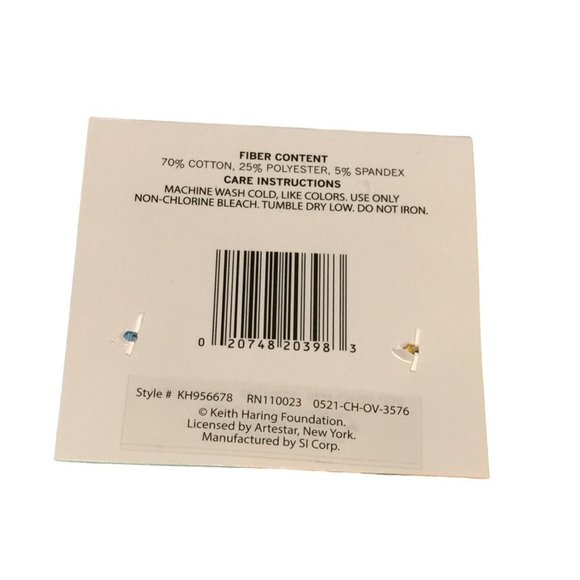 FIBER CONTENT
70% COTTON, 25% POLYESTER, 5% SPANDEX
CARE INSTRUCTIONS
MACHINE WASH COLD, LIKE COLORS. USE ONLY
NON-CHLORINE BLEACH. TUMBLE DRY LOW. DO NOT IRON.
0 20748 20398 3
Style # KH956678 RN110023 0521-CH-OV-3576
© Keith Haring Foundation.
Licensed by Artestar, New York.
Manufactured by SI Corp.